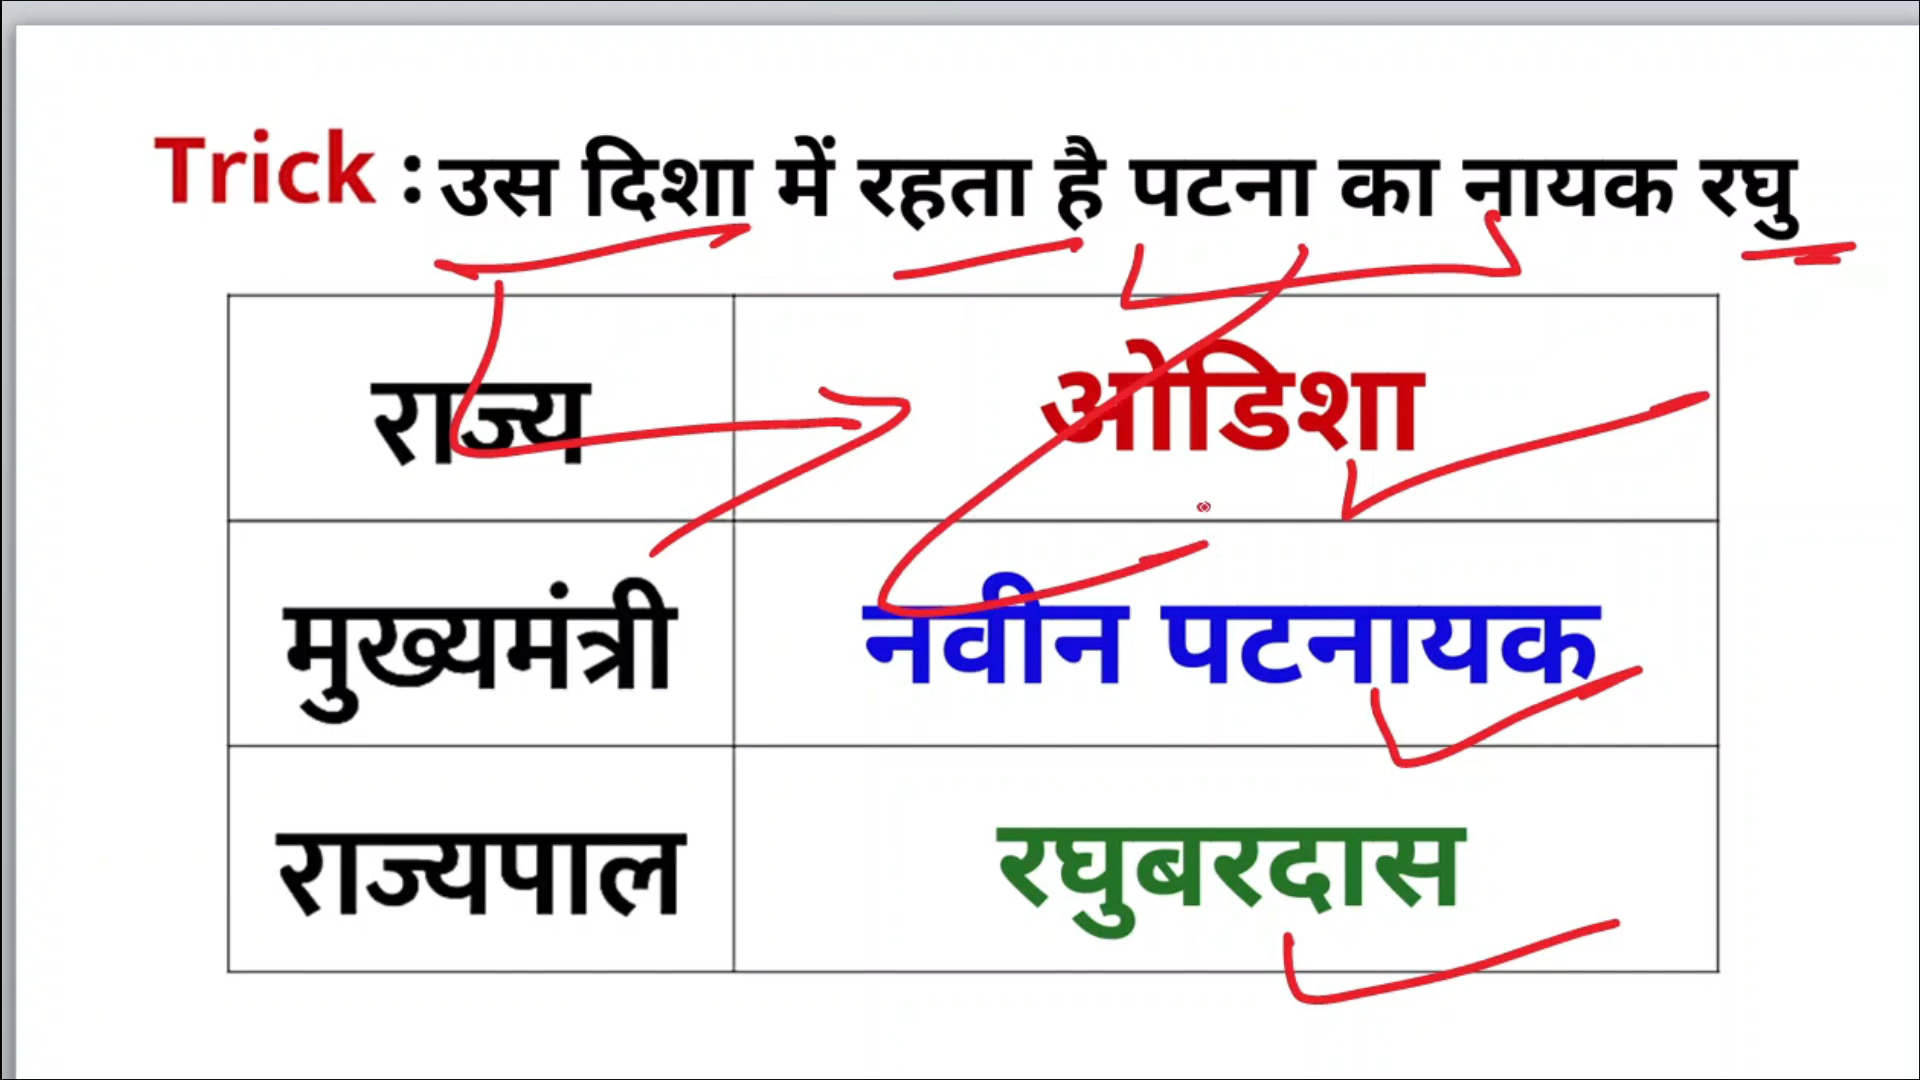 Trick : उस दिशा में रहता है पटना का नायक रघु
राज्य ओडिशा
मुख्यमंत्री नवीन पटनायक
राज्यपाल रघुबरदास